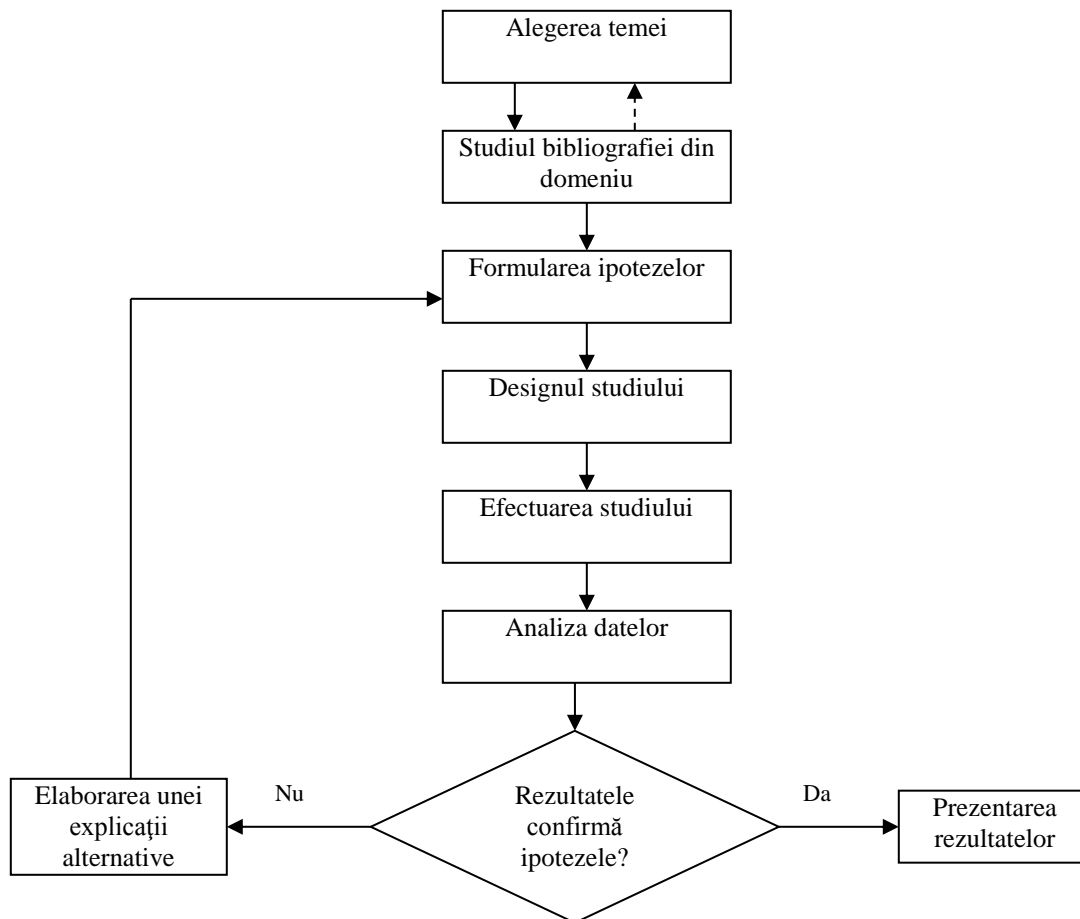 Alegerea temei
Studiul bibliografiei din
domeniu
Formularea ipotezelor
Designul studiului
Efectuarea studiului
Analiza datelor
Rezultatele
confirmă
ipotezele?
Nu
Elaborarea unei
explicaţii
alternative
Da
Prezentarea
rezultatelor